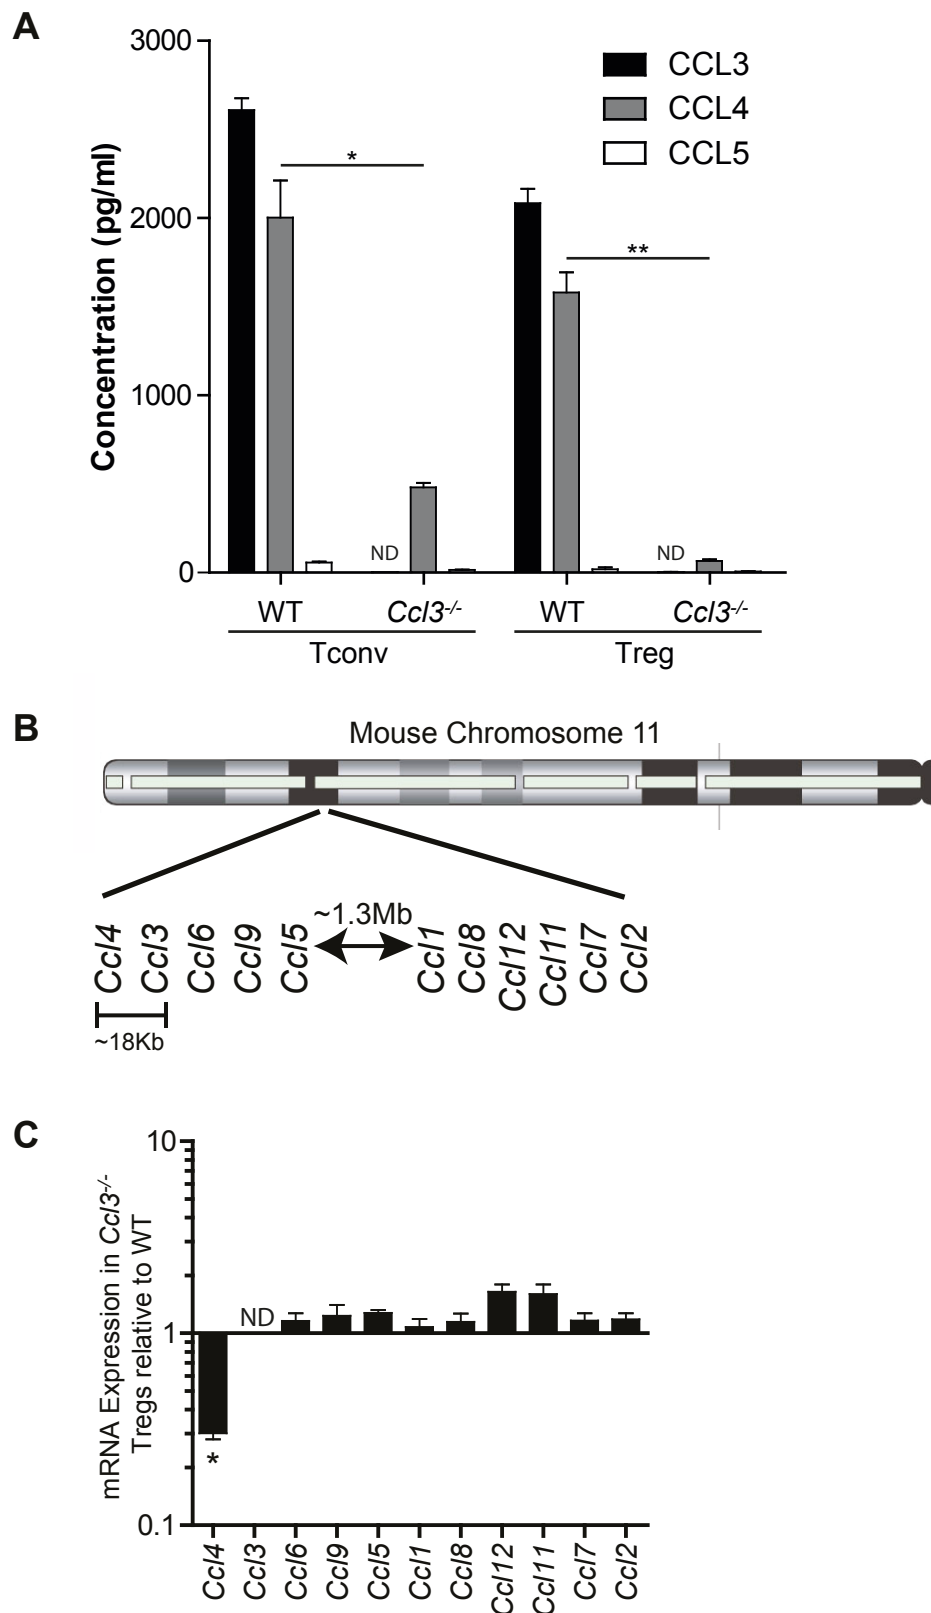 A
3000
2000
1000
0
Concentration (pg/ml)
CCL3
CCL4
CCL5
*
**
ND
ND
WT
Ccl3-/-
WT
Ccl3-/-
Tconv
Treg
B
Mouse Chromosome 11
~1.3Mb
Ccl4
Ccl3
Ccl6
Ccl9
Ccl5
Ccl1
Ccl8
Ccl12
Ccl11
Ccl7
Ccl2
~18Kb
C
mRNA Expression in Ccl3-/-
Tregs relative to WT
10
1
0.1
ND
*
Ccl4
Ccl3
Ccl6
Ccl9
Ccl5
Ccl1
Ccl8
Ccl12
Ccl11
Ccl7
Ccl2